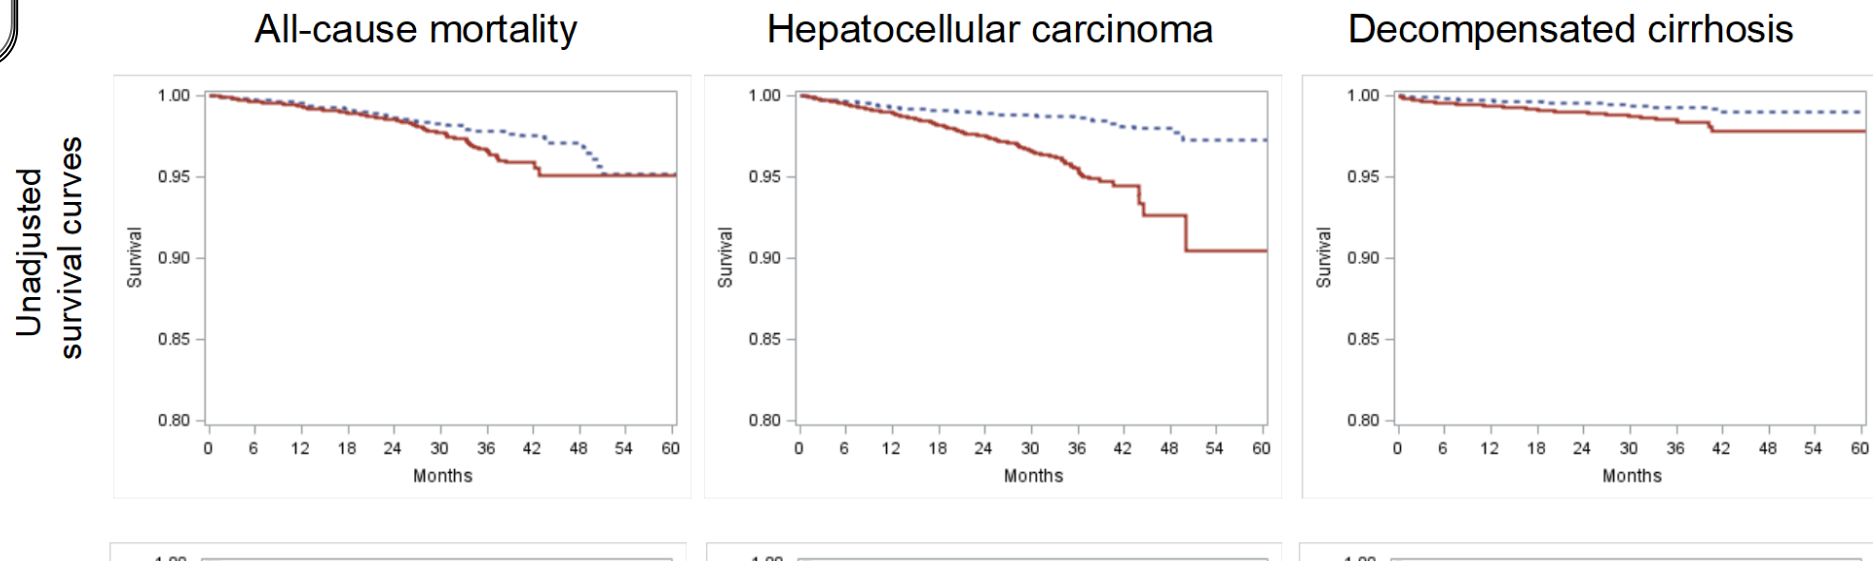 All-cause mortality
Hepatocellular carcinoma
Decompensated cirrhosis
Unadjusted
survival curves
1.00
0.95
0.90
0.85
0.80
Survival
0 6 12 18 24 30 36 42 48 54 60
Months
1.00
0.95
0.90
0.85
0.80
Survival
0 6 12 18 24 30 36 42 48 54 60
Months
1.00
0.95
0.90
0.85
0.80
Survival
0 6 12 18 24 30 36 42 48 54 60
Months